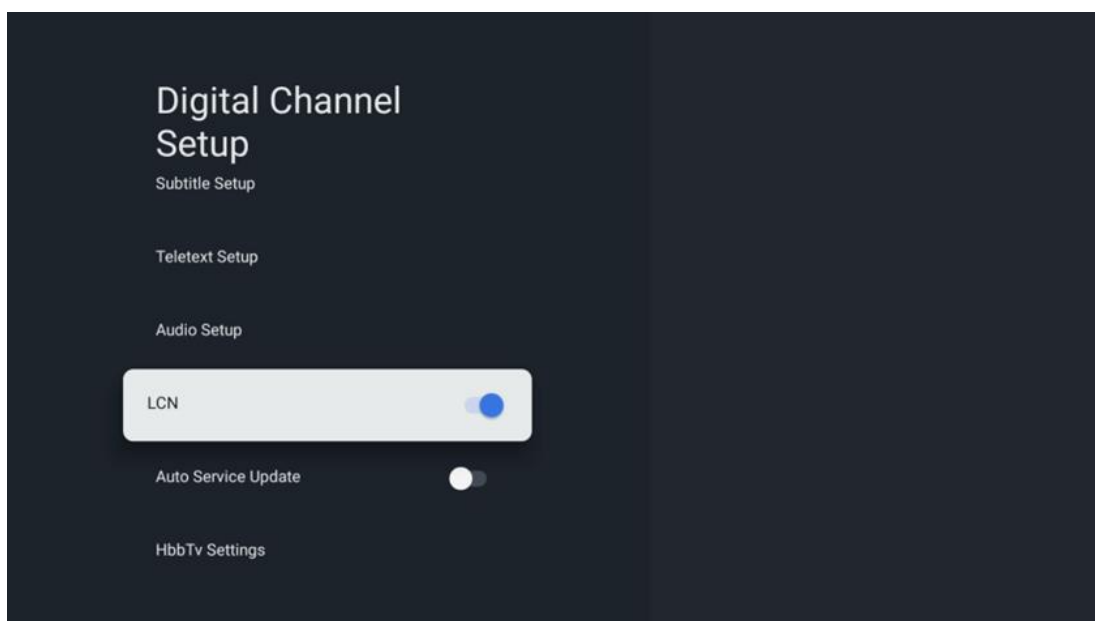 Digital Channel
Setup
Subtitle Setup
Teletext Setup
Audio Setup
LCN
Auto Service Update
HbbTv Settings